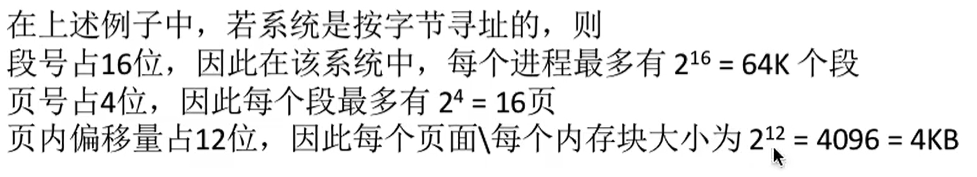 在上述例子中，若系统是按字节寻址的，则
段号占16位，因此在该系统中，每个进程最多有 2¹⁶ = 64K 个段
页号占4位，因此每个段最多有 2⁴ = 16页
页内偏移量占12位，因此每个页面\每个内存块大小为 2¹² = 4096 = 4KB